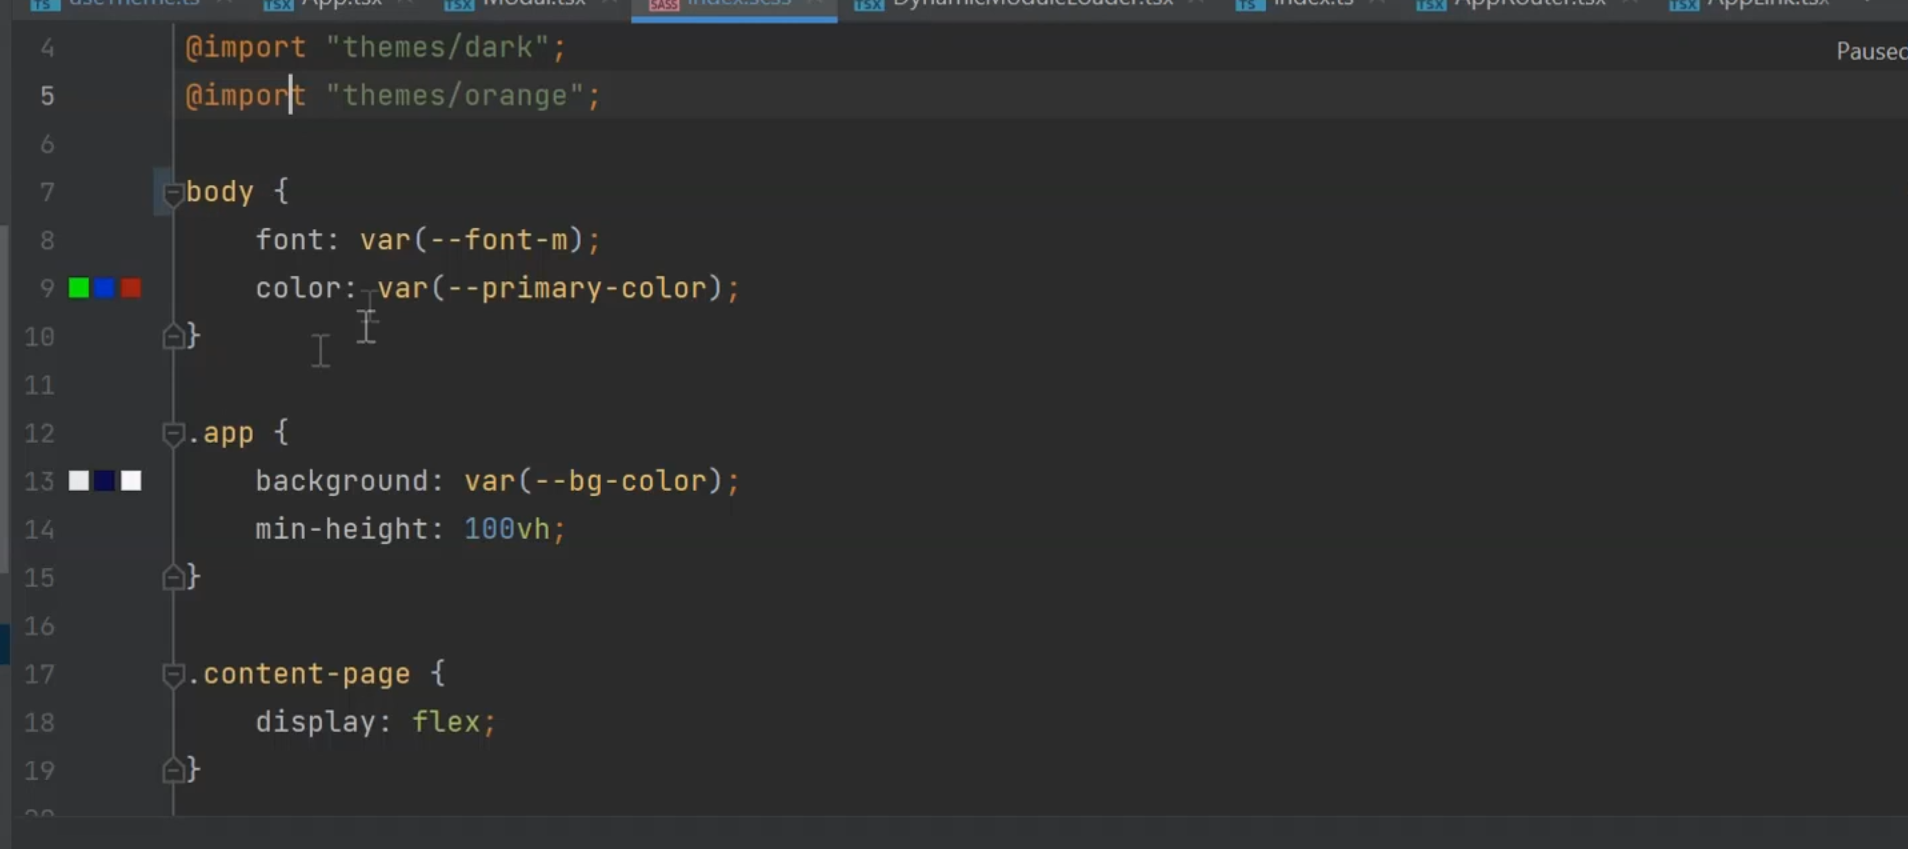 useTheme.ts App.tsx Modal.tsx index.scss DynamicModuleLoader.tsx index.ts AppRouter.tsx AppLink.tsx
4 @import "themes/dark";
Paused
5 @import "themes/orange";
6
7 body {
8 font: var(--font-m);
9 color: var(--primary-color);
10 }
11
12 .app {
13 background: var(--bg-color);
14 min-height: 100vh;
15 }
16
17 .content-page {
18 display: flex;
19 }